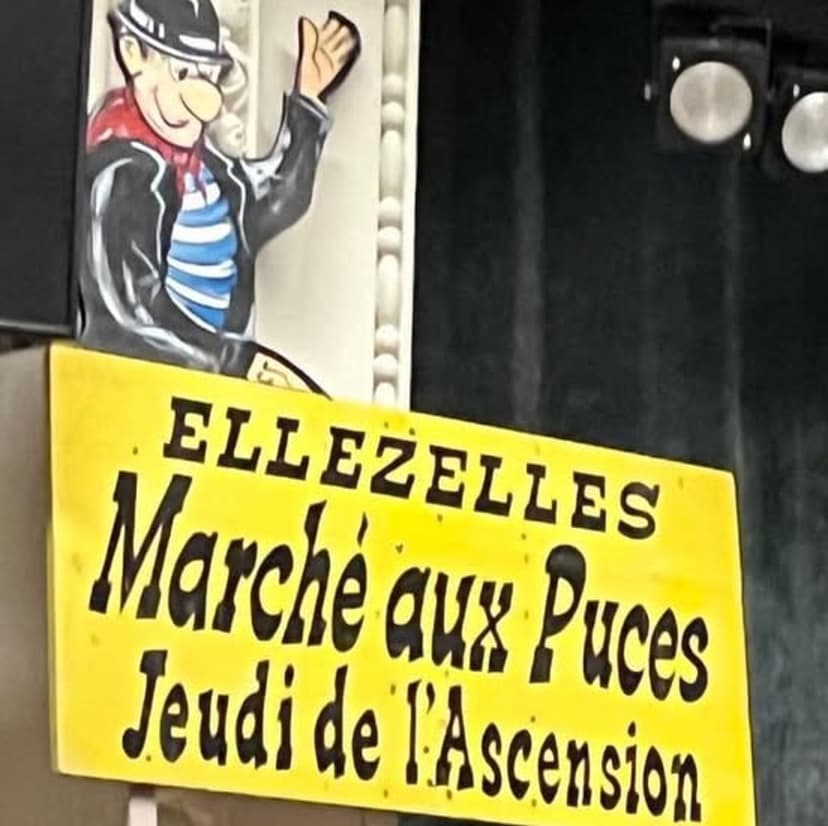 ELLEZELLES
Marché aux Puces
Jeudi de l'Ascension